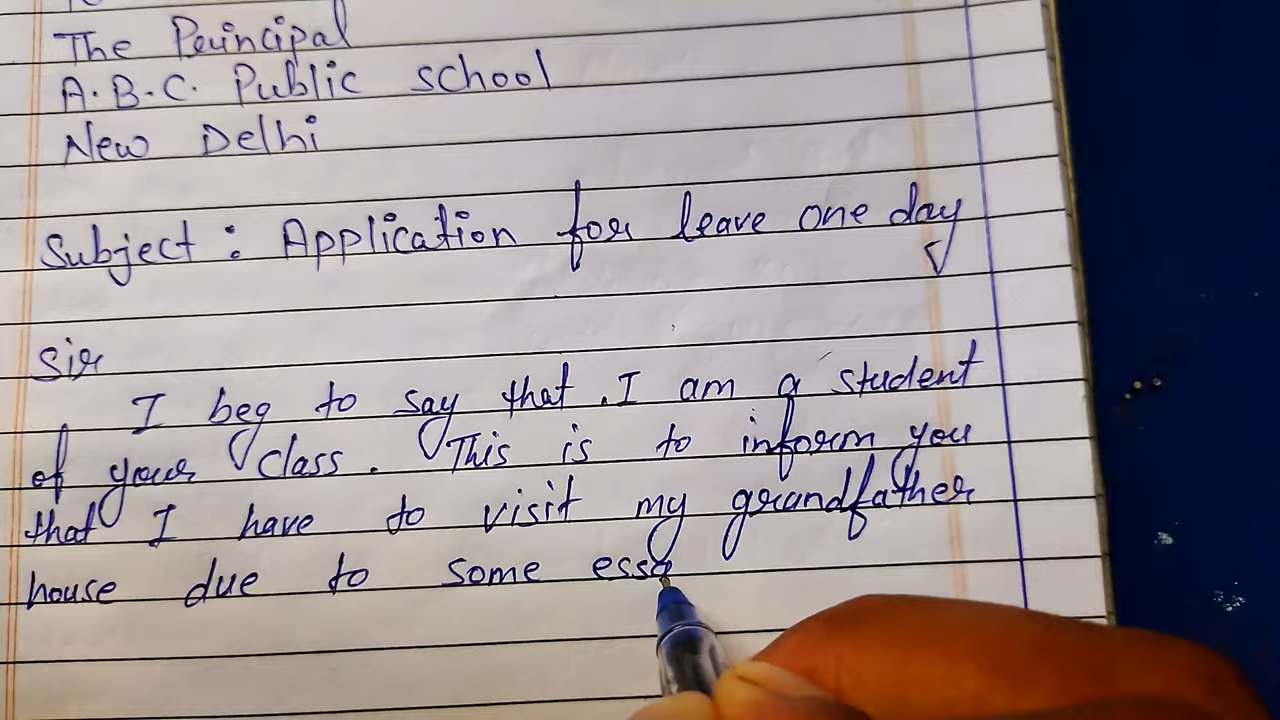 The Principal
A.B.C. Public school
New Delhi
Subject : Application for leave one day
Sir
I beg to say that . I am a student
of your class . This is to inform you
that I have to visit my grandfather
house due to some esse